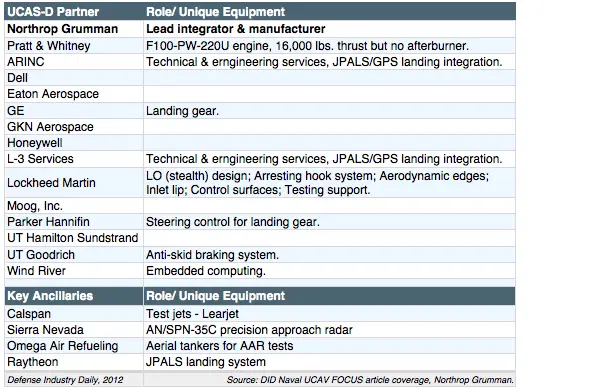 UCAS-D Partner Role/ Unique Equipment
Northrop Grumman Lead integrator & manufacturer
Pratt & Whitney F100-PW-220U engine, 16,000 lbs. thrust but no afterburner.
ARINC Technical & erngineering services, JPALS/GPS landing integration.
Dell
Eaton Aerospace
GE Landing gear.
GKN Aerospace
Honeywell
L-3 Services Technical & erngineering services, JPALS/GPS landing integration.
Lockheed Martin LO (stealth) design; Arresting hook system; Aerodynamic edges;
Inlet lip; Control surfaces; Testing support.
Moog, Inc.
Parker Hannifin Steering control for landing gear.
UT Hamilton Sundstrand
UT Goodrich Anti-skid braking system.
Wind River Embedded computing.
Key Ancillaries Role/ Unique Equipment
Calspan Test jets - Learjet
Sierra Nevada AN/SPN-35C precision approach radar
Omega Air Refueling Aerial tankers for AAR tests
Raytheon JPALS landing system
Defense Industry Daily, 2012 Source: DID Naval UCAV FOCUS article coverage, Northrop Grumman.